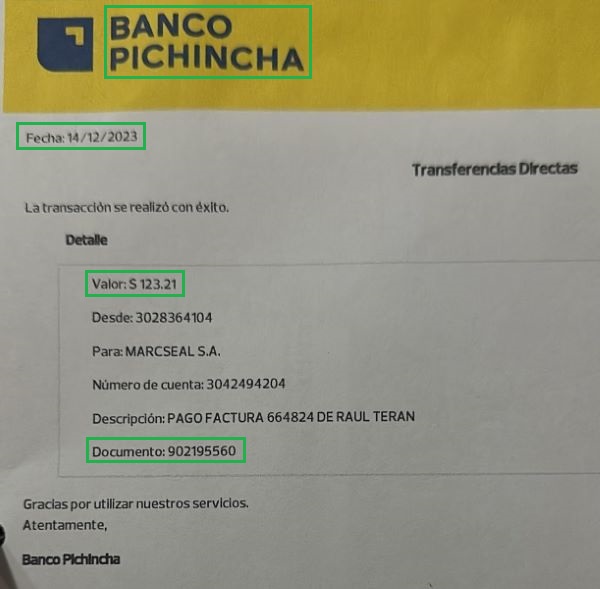 BANCO
PICHINCHA
Fecha: 14/12/2023
Transferencias Directas
La transacción se realizó con éxito.
Detalle
Valor: $ 123.21
Desde: 3028364104
Para: MARCSEAL S.A.
Número de cuenta: 3042494204
Descripción: PAGO FACTURA 664824 DE RAUL TERAN
Documento: 902195560
Gracias por utilizar nuestros servicios.
Atentamente,
Banco Pichincha